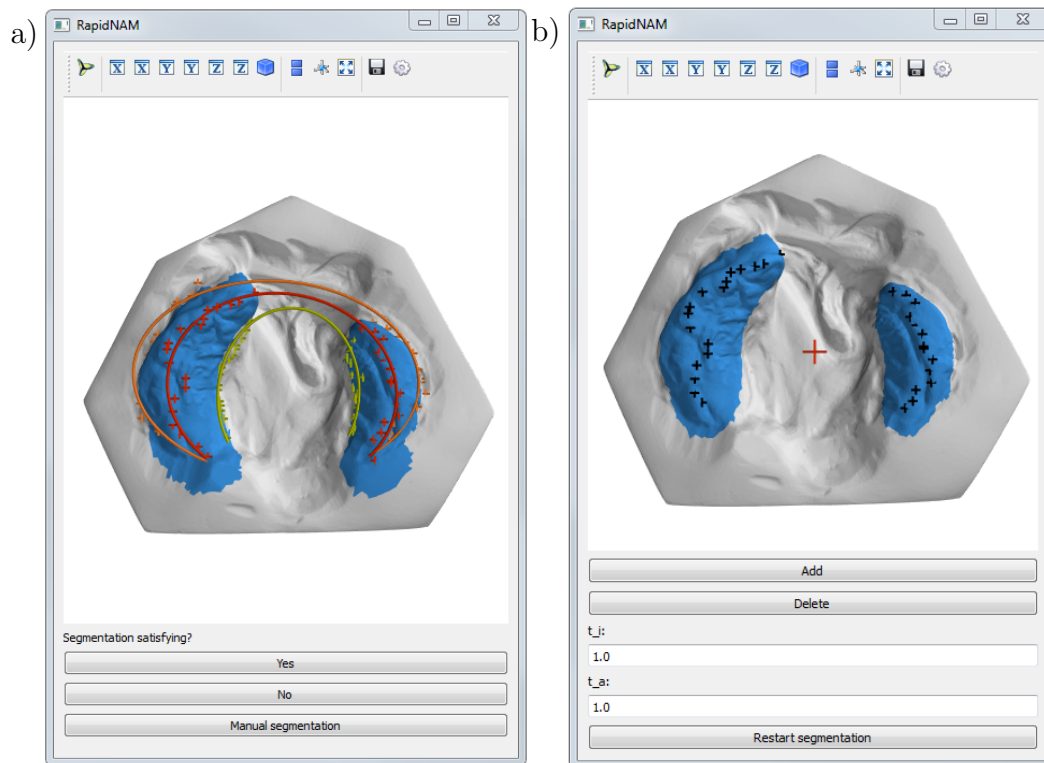 a)
RapidNAM
X X Y Y Z Z
Segmentation satisfying?
Yes
No
Manual segmentation
b)
RapidNAM
X X Y Y Z Z
Add
Delete
t_i:
1.0
t_a:
1.0
Restart segmentation